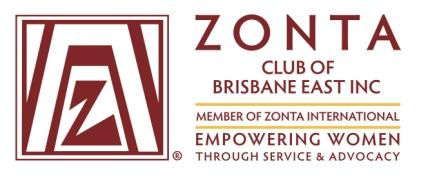 ZONTA
CLUB OF
BRISBANE EAST INC
MEMBER OF ZONTA INTERNATIONAL
EMPOWERING WOMEN
THROUGH SERVICE & ADVOCACY
Z
®